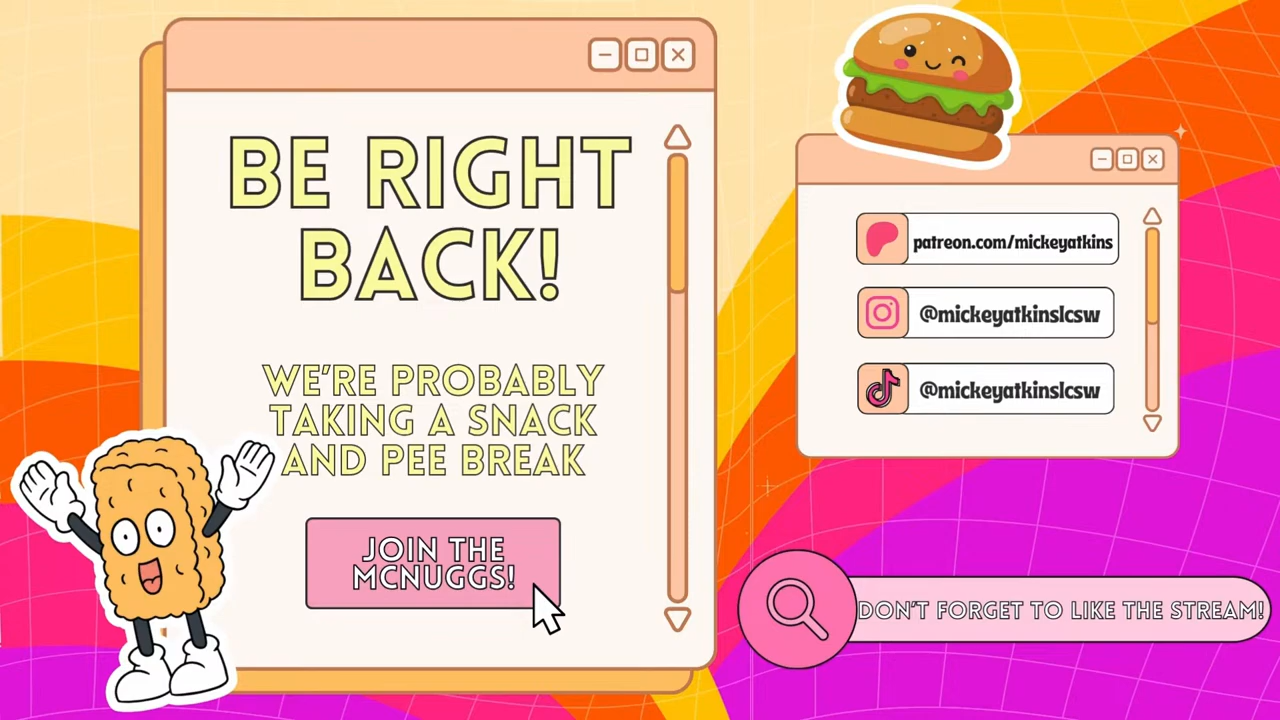 BE RIGHT
BACK!
WE'RE PROBABLY
TAKING A SNACK
AND PEE BREAK
JOIN THE
MCNUGGS!
patreon.com/mickeyatkins
@mickeyatkinslcsw
@mickeyatkinslcsw
DON'T FORGET TO LIKE THE STREAM!